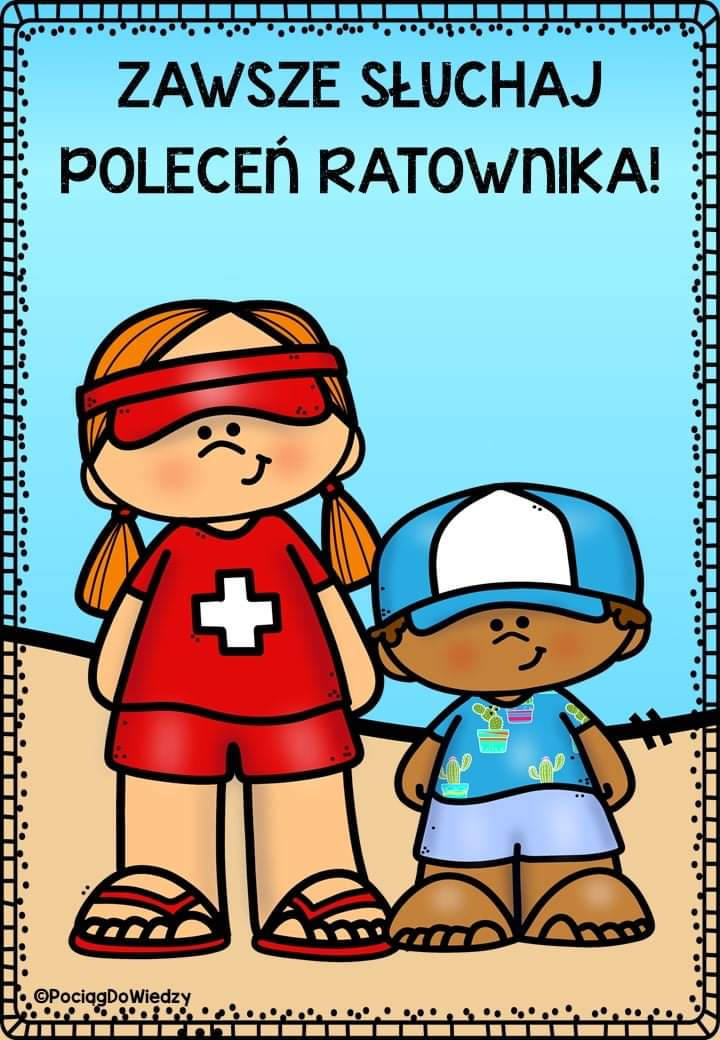 ZAWSZE SŁUCHAJ
POLECEŃ RATOWNIKA!
©PociągDoWiedzy